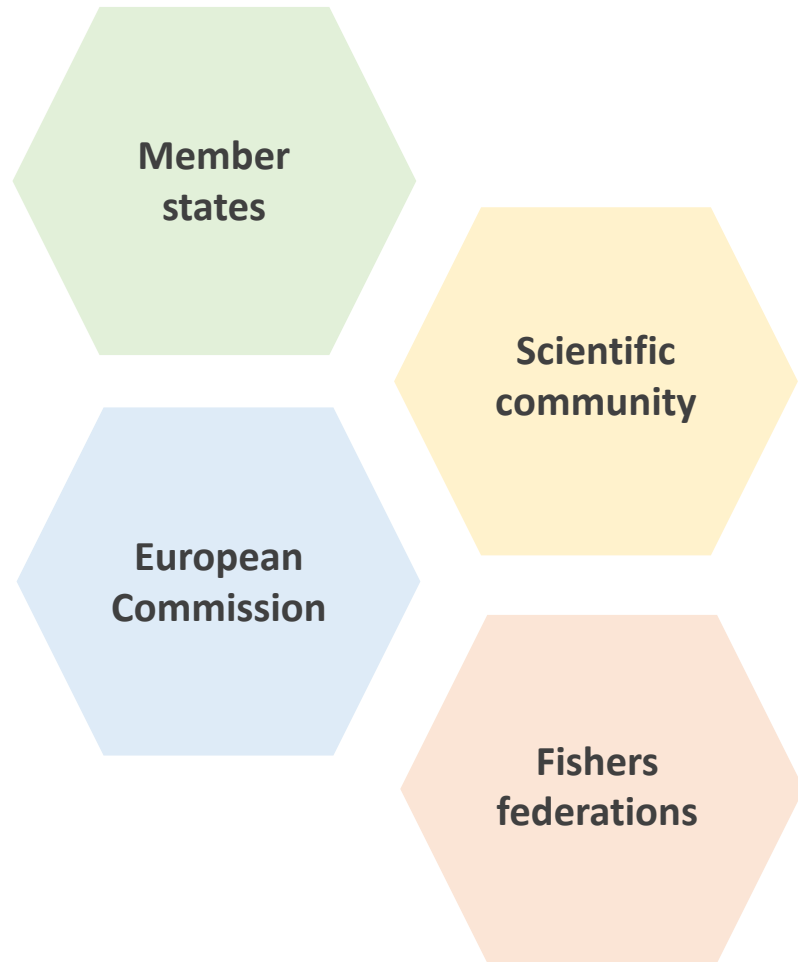 Member
states
Scientific
community
European
Commission
Fishers
federations